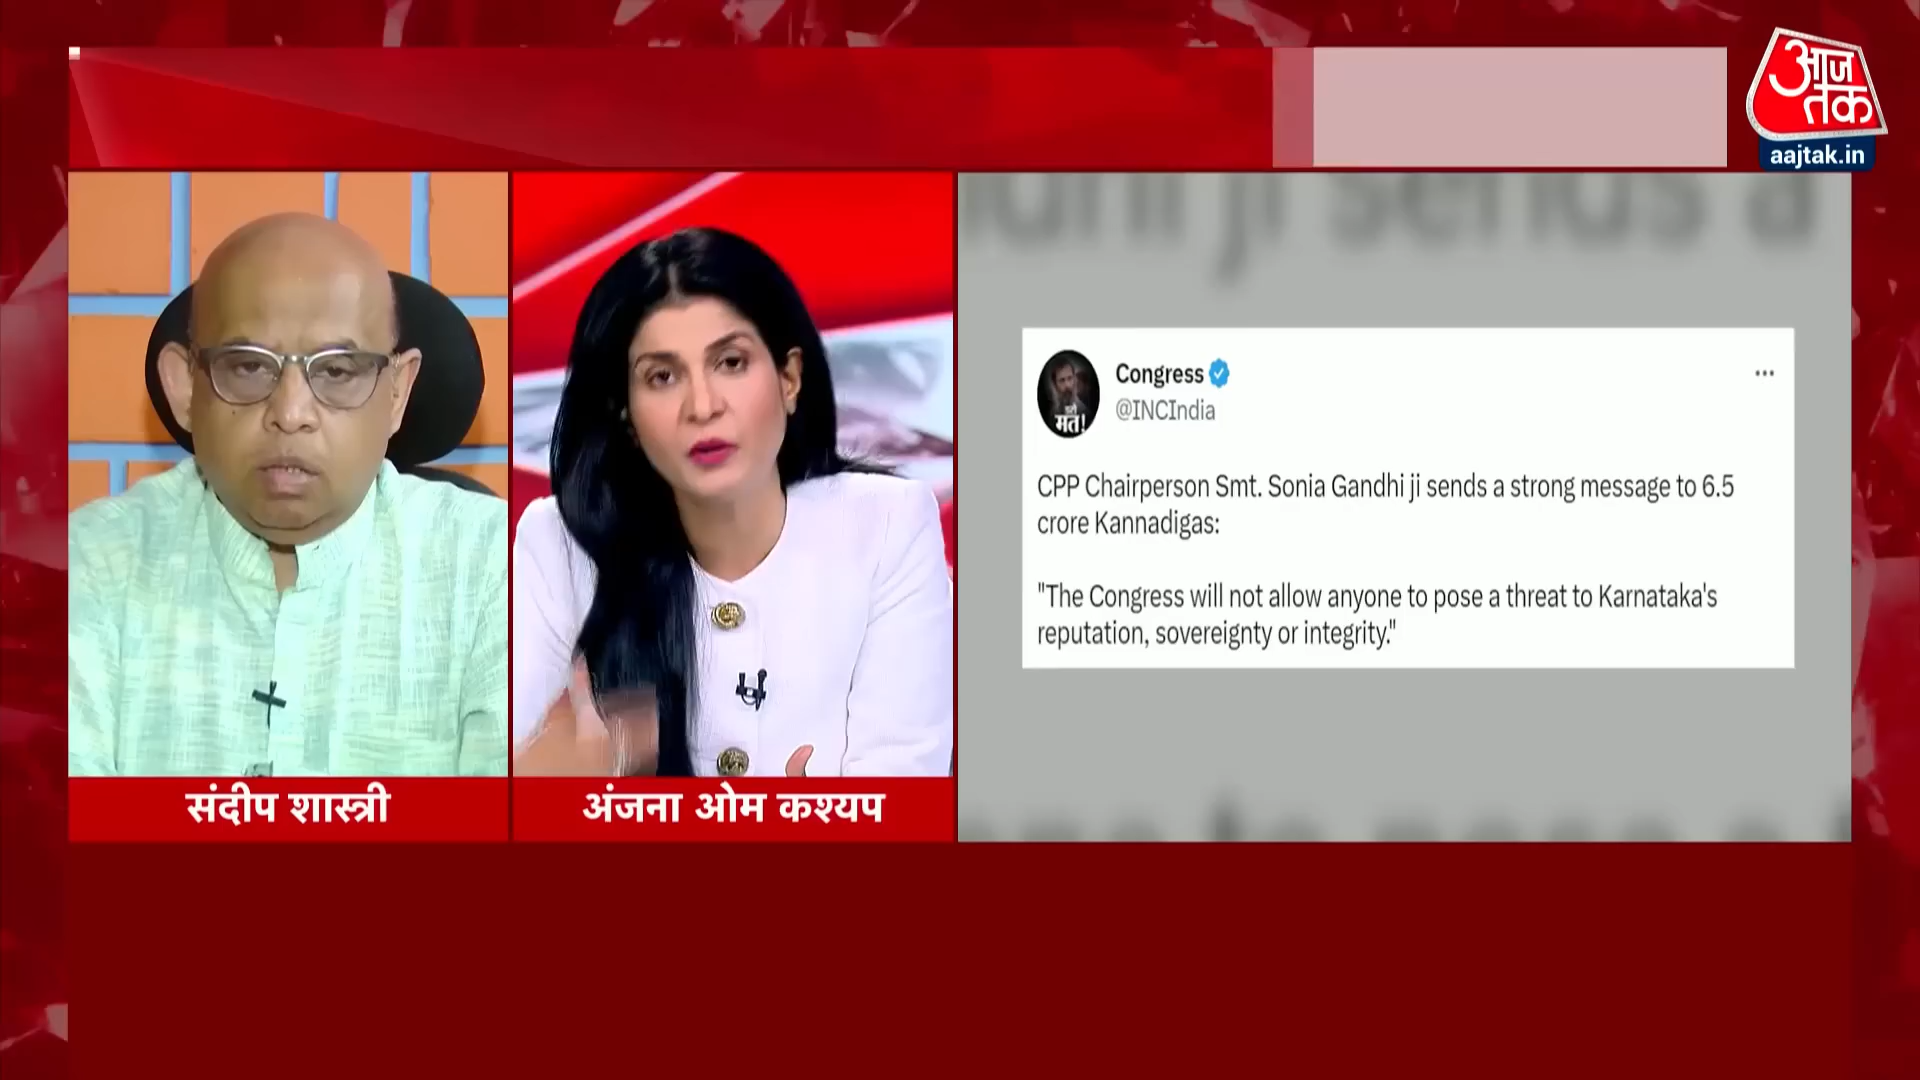 आज
तक
aajtak.in
Congress
@INCIndia
मत!
CPP Chairperson Smt. Sonia Gandhi ji sends a strong message to 6.5
crore Kannadigas:
"The Congress will not allow anyone to pose a threat to Karnataka's
reputation, sovereignty or integrity."
संदीप शास्त्री
अंजना ओम कश्यप